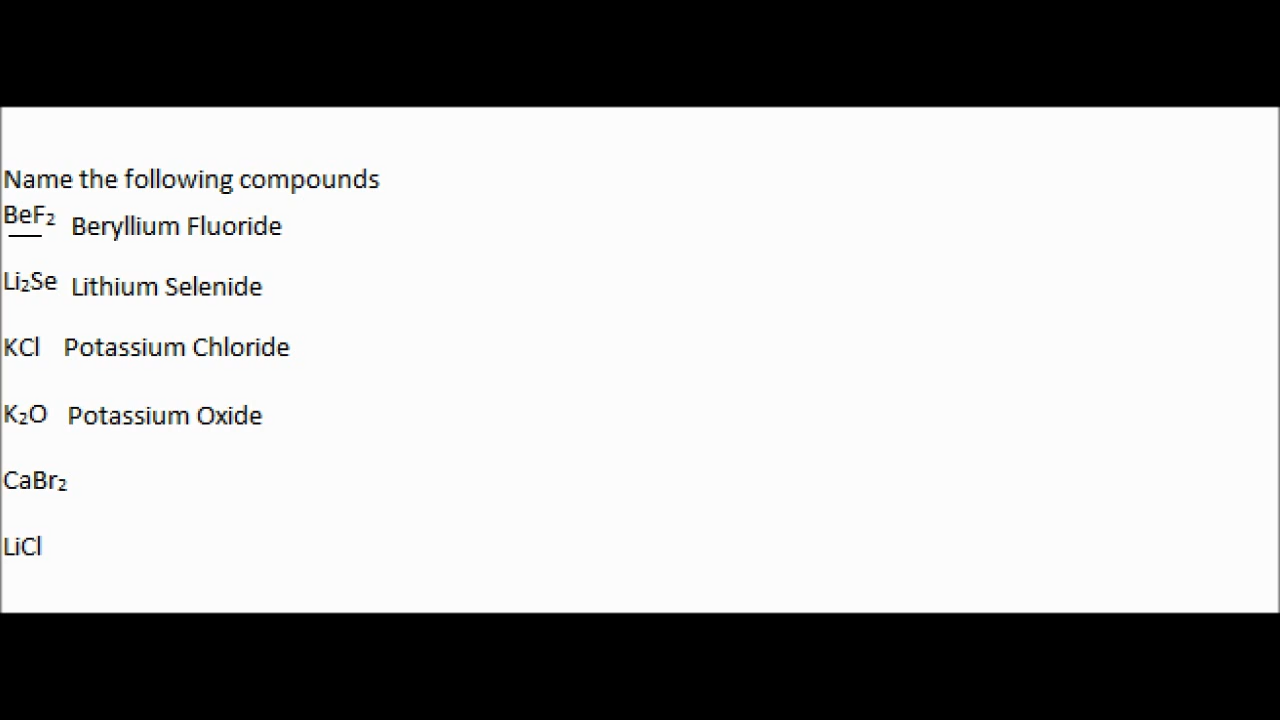 Name the following compounds
BeF₂ Beryllium Fluoride
Li₂Se Lithium Selenide
KCl Potassium Chloride
K₂O Potassium Oxide
CaBr₂
LiCl